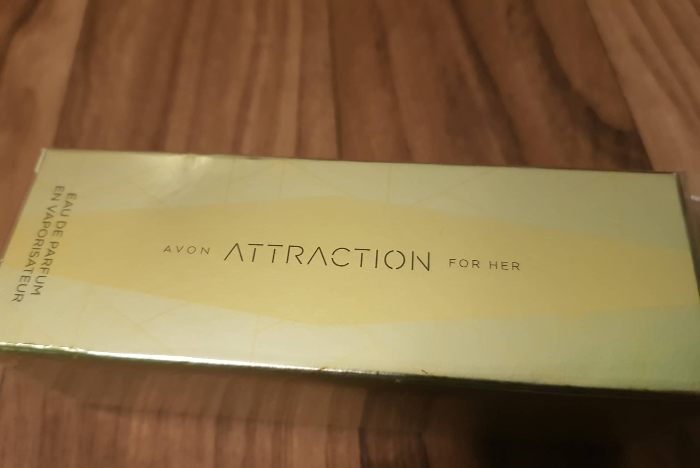 AVON ATTRACTION FOR HER
EAU DE PARFUM
EN VAPORISATEUR